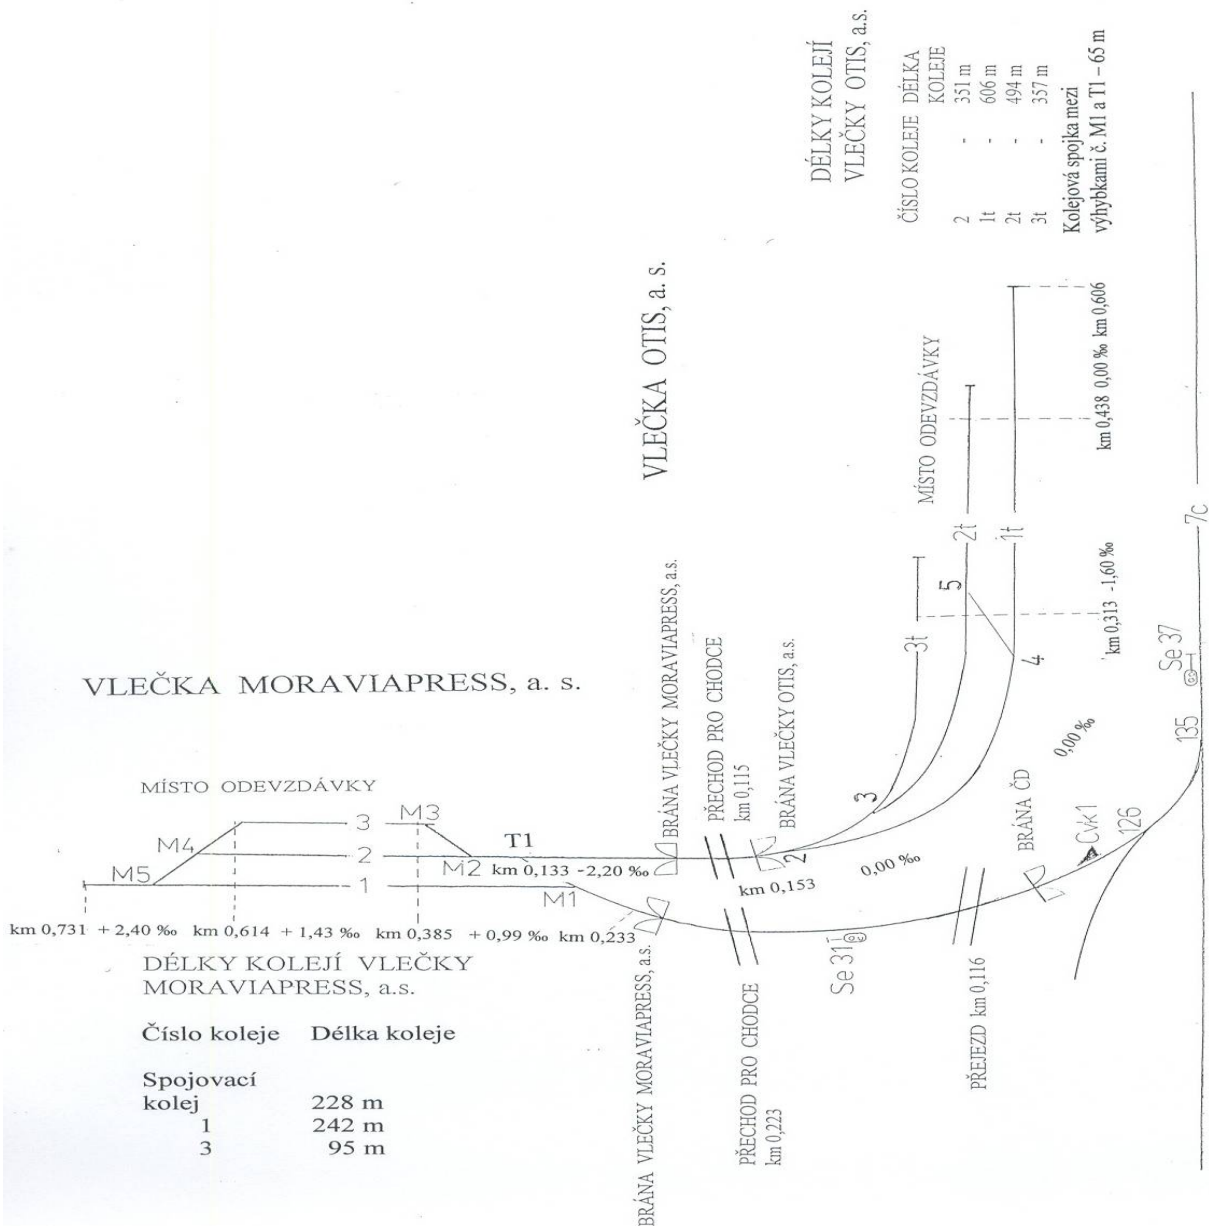 DÉLKY KOLEJÍ
VLEČKY OTIS, a.s.
ČÍSLO KOLEJE DÉLKA
KOLEJE
2 - 351 m
1t - 606 m
2t - 494 m
3t - 357 m
Kolejová spojka mezi
výhybkami č. M1 a T1 – 65 m
VLEČKA OTIS, a. s.
MÍSTO ODEVZDÁVKY
km 0,438 0,00 ‰ km 0,606
2t
1t
7c
5
3t
4
km 0,313 -1,60 ‰
Se 37
VLEČKA MORAVIAPRESS, a. s.
BRÁNA VLEČKY MORAVIAPRESS, a.s.
PŘECHOD PRO CHODCE
km 0,115
BRÁNA VLEČKY OTIS, a.s.
0,00 ‰
135
MÍSTO ODEVZDÁVKY
3
M3
3
BRÁNA ČD
Cvk1
126
M4
2
T1
2
M5
1
M2
km 0,133 -2,20 ‰
km 0,153
0,00 ‰
M1
km 0,731 + 2,40 ‰ km 0,614 + 1,43 ‰ km 0,385 + 0,99 ‰ km 0,233
Se 31
DÉLKY KOLEJÍ VLEČKY
MORAVIAPRESS, a.s.
BRÁNA VLEČKY MORAVIAPRESS, a.s.
PŘECHOD PRO CHODCE
km 0,223
PŘEJEZD km 0,116
Číslo koleje Délka koleje
Spojovací
kolej 228 m
1 242 m
3 95 m